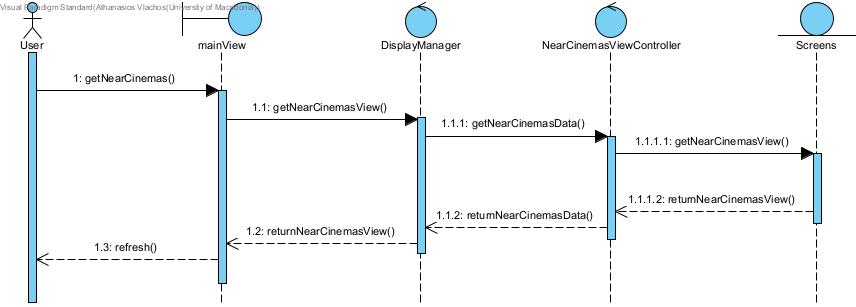 Visual Paradigm Standard(Athanasios Vlachos(University of Macedonia))
User
mainView
DisplayManager
NearCinemasViewController
Screens
1: getNearCinemas()
1.1: getNearCinemasView()
1.1.1: getNearCinemasData()
1.1.1.1: getNearCinemasView()
1.1.1.2: returnNearCinemasView()
1.1.2: returnNearCinemasData()
1.2: returnNearCinemasView()
1.3: refresh()